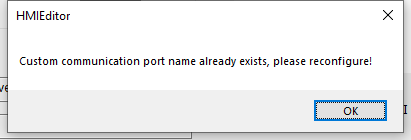 HMIEditor
Custom communication port name already exists, please reconfigure!
OK